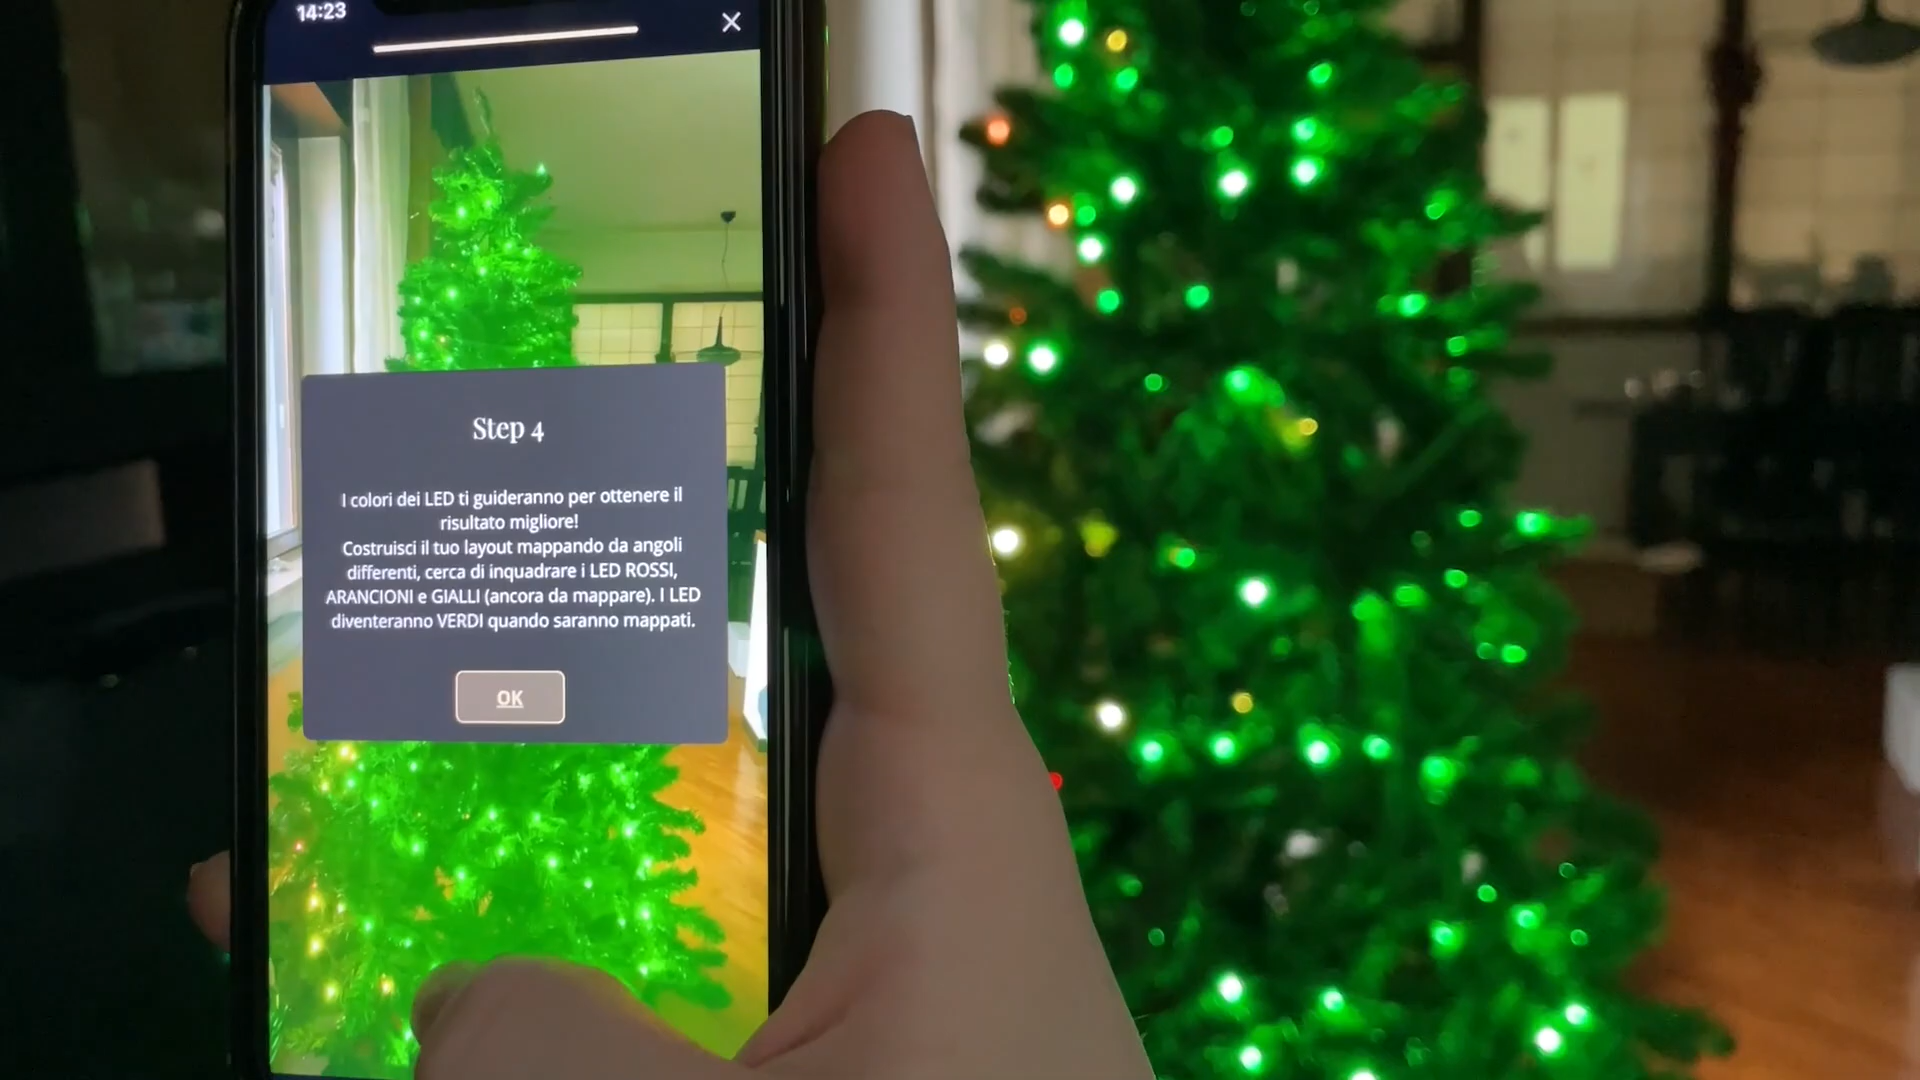 14:23
Step 4
I colori dei LED ti guideranno per ottenere il
risultato migliore!
Costruisci il tuo layout mappando da angoli
differenti, cerca di inquadrare i LED ROSSI,
ARANCIONI e GIALLI (ancora da mappare). I LED
diventeranno VERDI quando saranno mappati.
OK